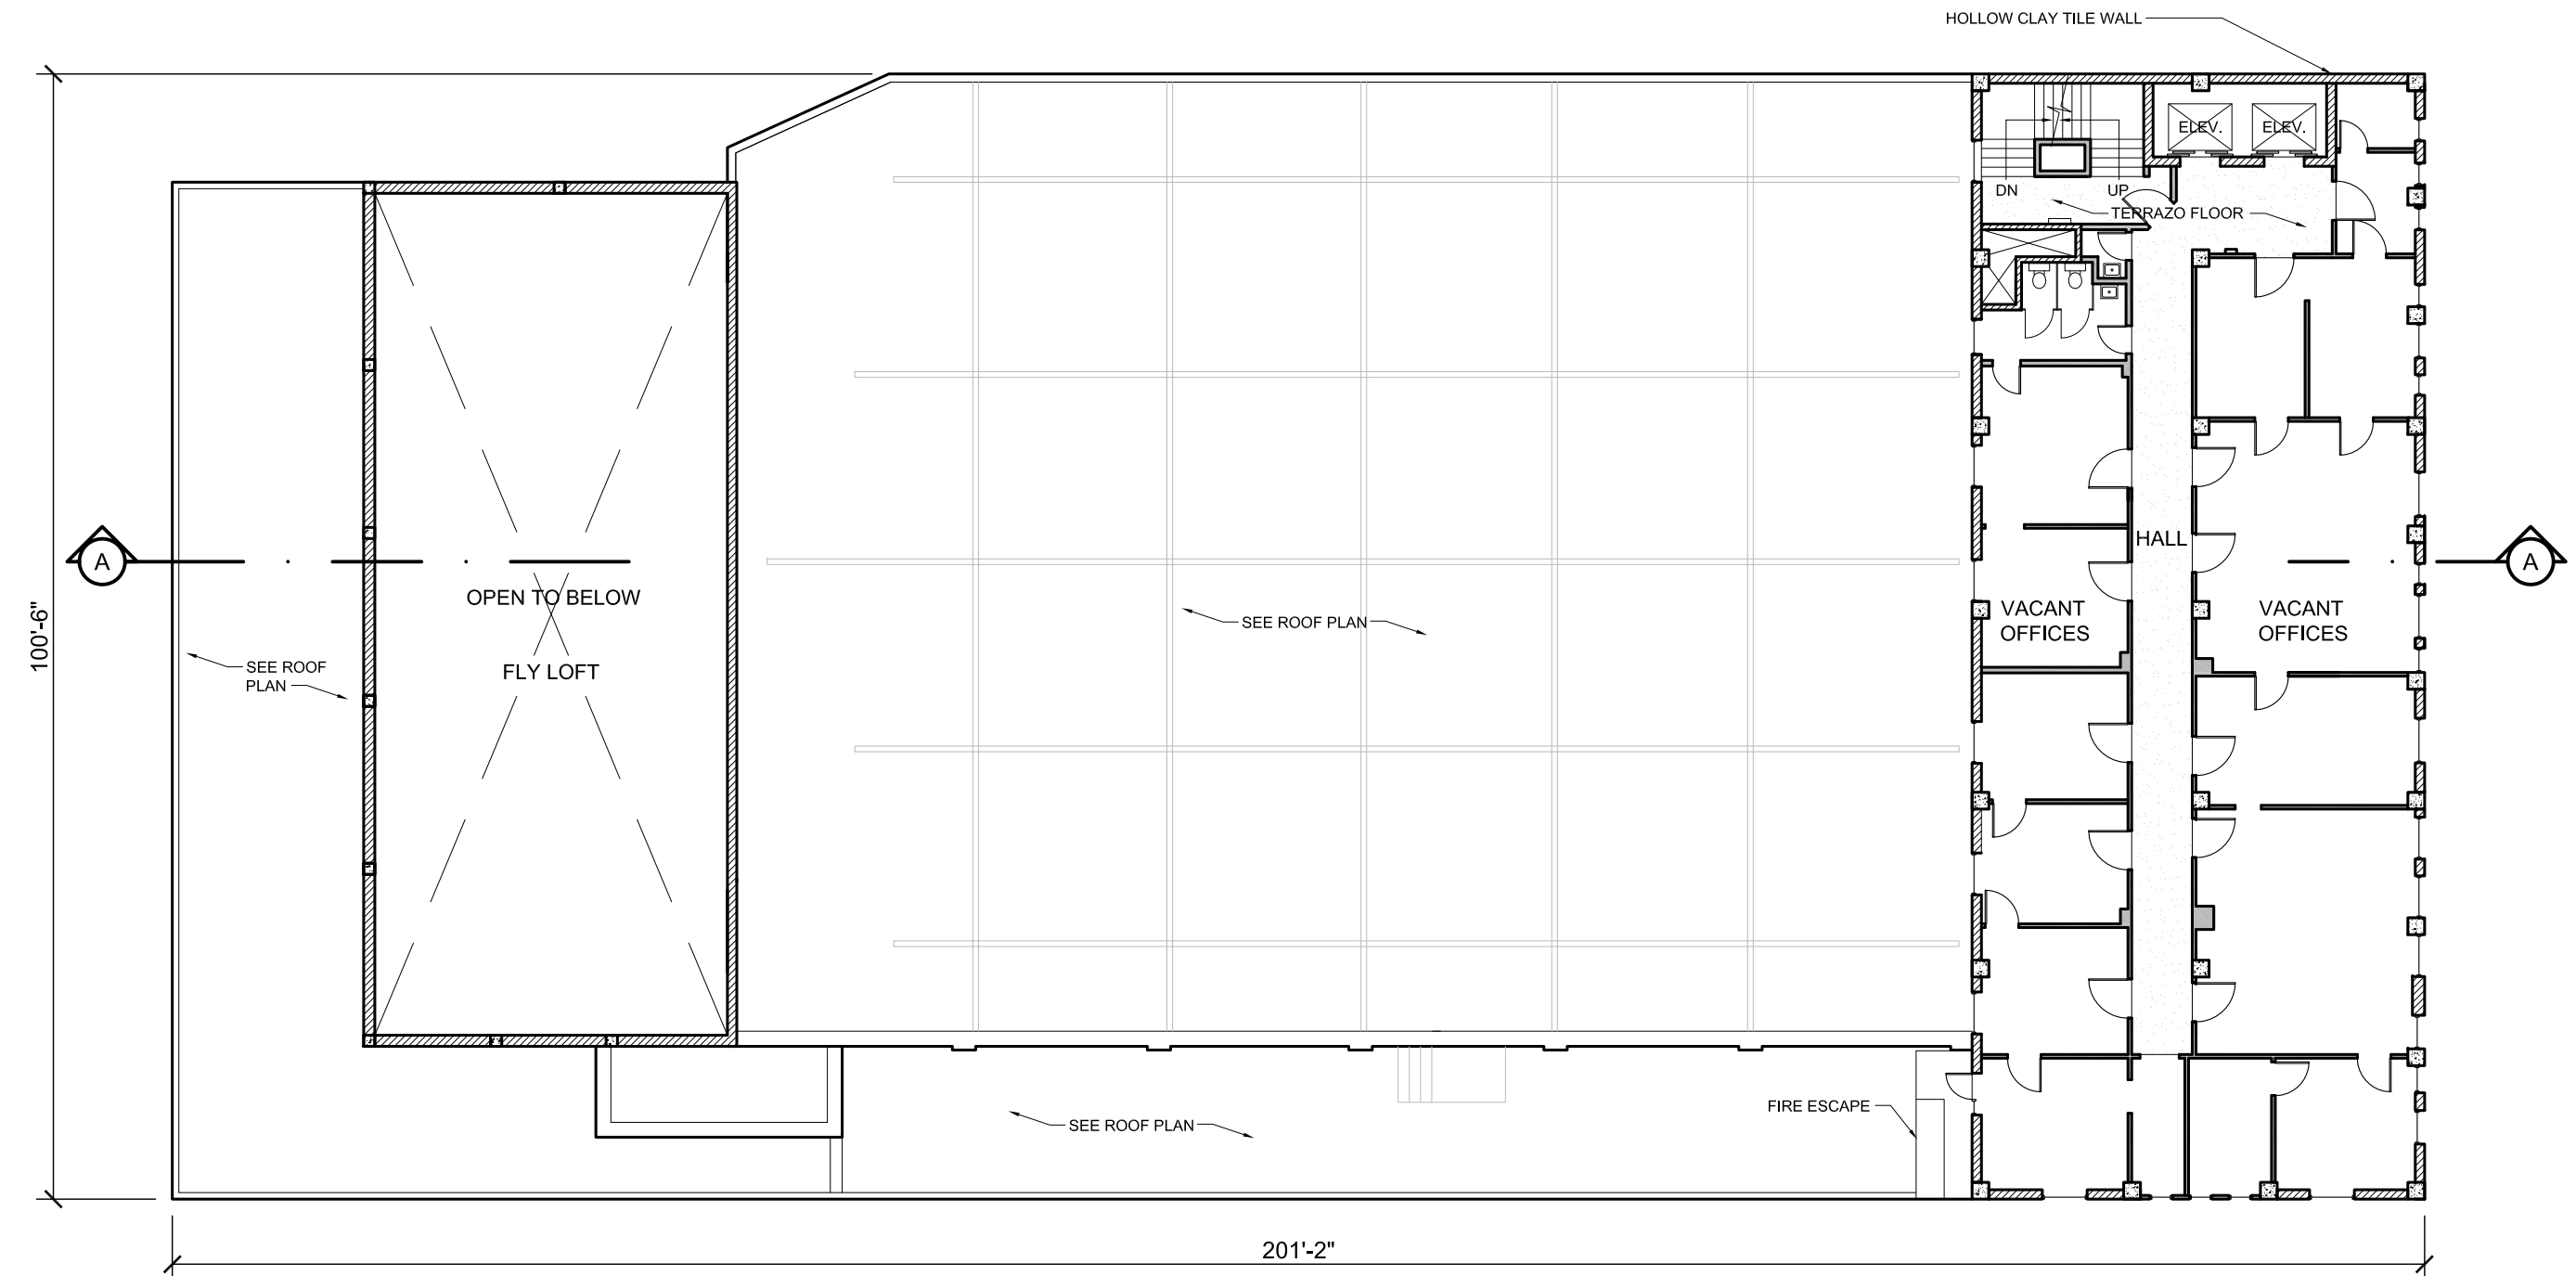 HOLLOW CLAY TILE WALL
ELEV.
ELEV.
DN
UP
TERRAZO FLOOR
HALL
A
A
OPEN TO BELOW
100'-6"
VACANT
OFFICES
VACANT
OFFICES
SEE ROOF PLAN
SEE ROOF
PLAN
FLY LOFT
FIRE ESCAPE
SEE ROOF PLAN
201'-2"